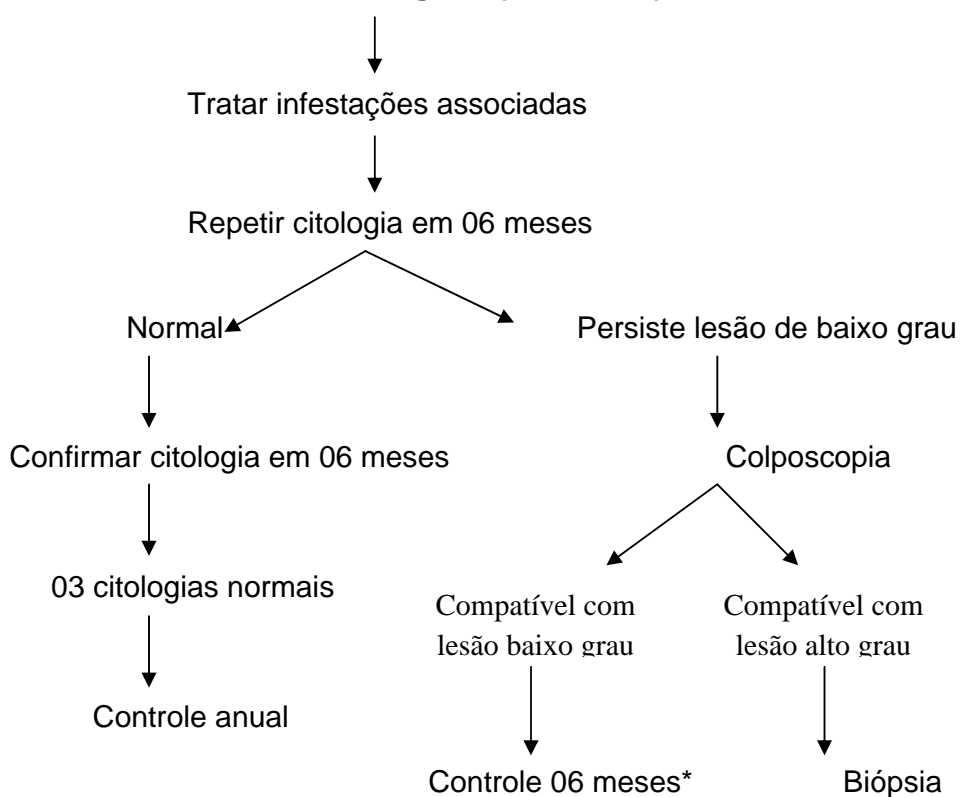 Tratar infestações associadas
Repetir citologia em 06 meses
Normal
Persiste lesão de baixo grau
Confirmar citologia em 06 meses
Colposcopia
03 citologias normais
Compatível com
lesão baixo grau
Compatível com
lesão alto grau
Controle anual
Controle 06 meses*
Biópsia